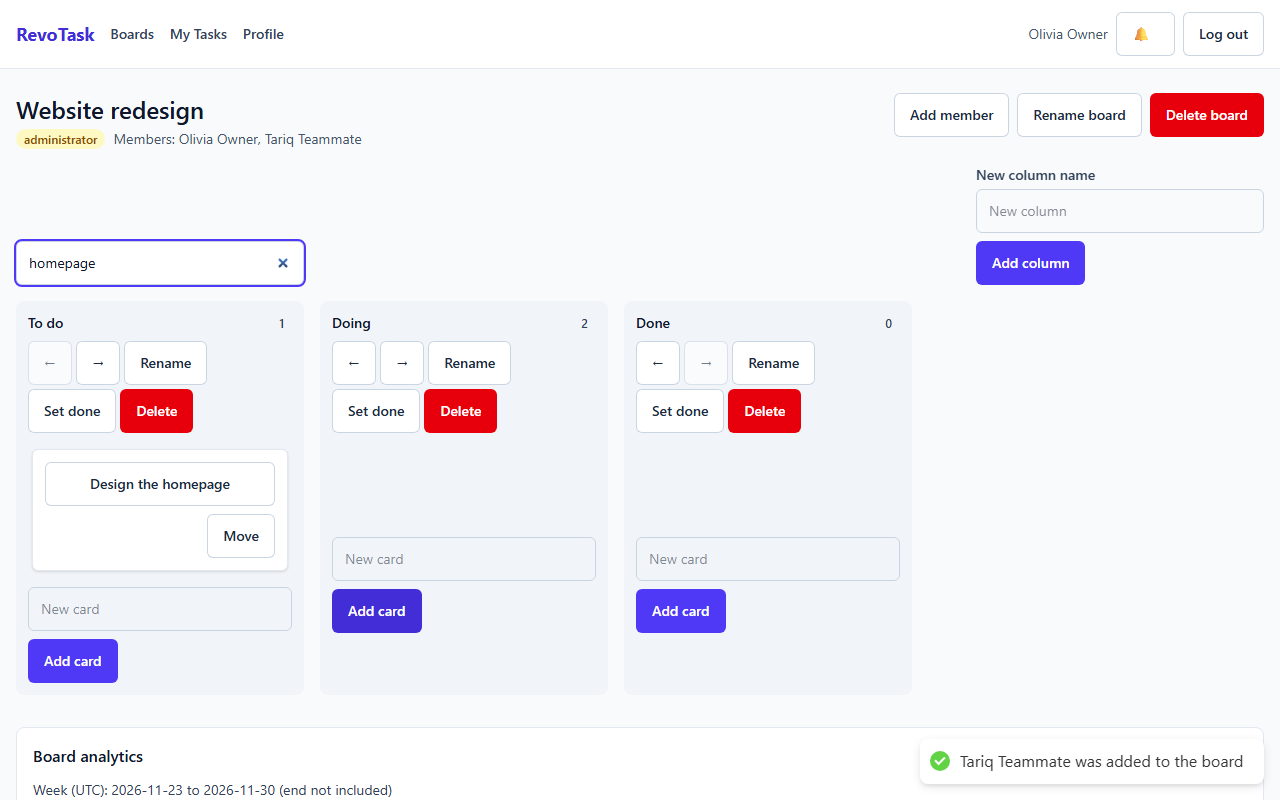 RevoTask Boards My Tasks Profile Olivia Owner Log out
Website redesign
Add member Rename board Delete board
administrator Members: Olivia Owner, Tariq Teammate
New column name
New column
homepage
Add column
To do 1
← → Rename
Set done Delete
Design the homepage
Move
New card
Add card
Doing 2
← → Rename
Set done Delete
New card
Add card
Done 0
← → Rename
Set done Delete
New card
Add card
Board analytics
Week (UTC): 2026-11-23 to 2026-11-30 (end not included)
Tariq Teammate was added to the board